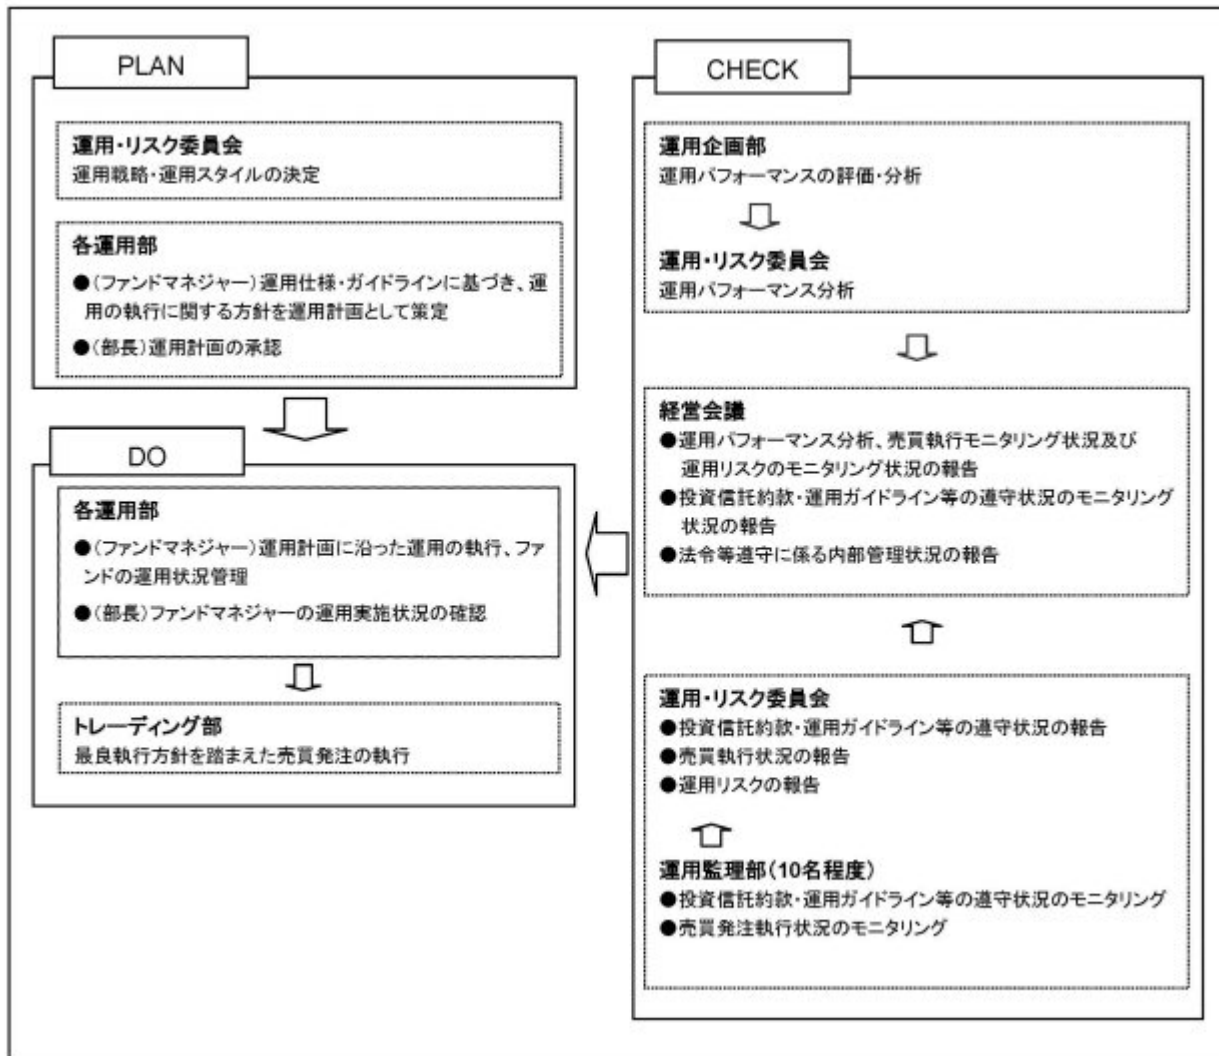 PLAN
運用・リスク委員会
運用戦略・運用スタイルの決定
各運用部
●(ファンドマネジャー)運用仕様・ガイドラインに基づき、運
用の執行に関する方針を運用計画として策定
●(部長)運用計画の承認
DO
各運用部
●(ファンドマネジャー)運用計画に沿った運用の執行、ファ
ンドの運用状況管理
●(部長)ファンドマネジャーの運用実施状況の確認
トレーディング部
最良執行方針を踏まえた売買発注の執行
CHECK
運用企画部
運用パフォーマンスの評価・分析
運用・リスク委員会
運用パフォーマンス分析
経営会議
●運用パフォーマンス分析、売買執行モニタリング状況及び
運用リスクのモニタリング状況の報告
●投資信託約款・運用ガイドライン等の遵守状況のモニタリング
状況の報告
●法令等遵守に係る内部管理状況の報告
運用・リスク委員会
●投資信託約款・運用ガイドライン等の遵守状況の報告
●売買執行状況の報告
●運用リスクの報告
運用監理部(10名程度)
●投資信託約款・運用ガイドライン等の遵守状況のモニタリング
●売買発注執行状況のモニタリング